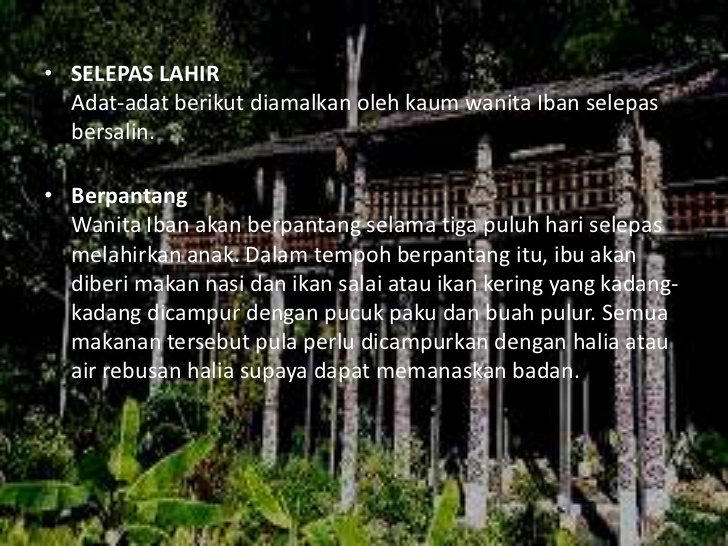 • SELEPAS LAHIR
Adat-adat berikut diamalkan oleh kaum wanita Iban selepas
bersalin.
• Berpantang
Wanita Iban akan berpantang selama tiga puluh hari selepas
melahirkan anak. Dalam tempoh berpantang itu, ibu akan
diberi makan nasi dan ikan salai atau ikan kering yang kadang-
kadang dicampur dengan pucuk paku dan buah pulur. Semua
makanan tersebut pula perlu dicampurkan dengan halia atau
air rebusan halia supaya dapat memanaskan badan.